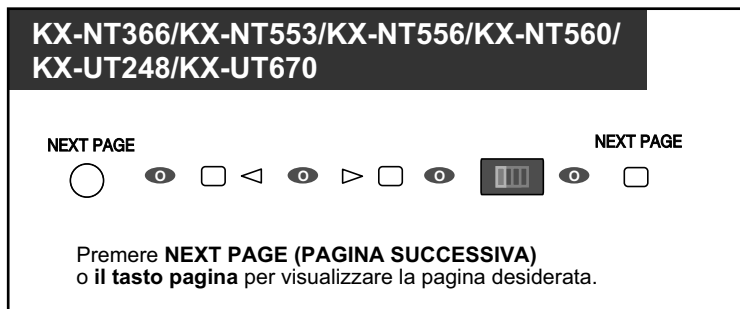 KX-NT366/KX-NT553/KX-NT556/KX-NT560/
KX-UT248/KX-UT670
NEXT PAGE
NEXT PAGE
O O O O
Premere NEXT PAGE (PAGINA SUCCESSIVA)
o il tasto pagina per visualizzare la pagina desiderata.